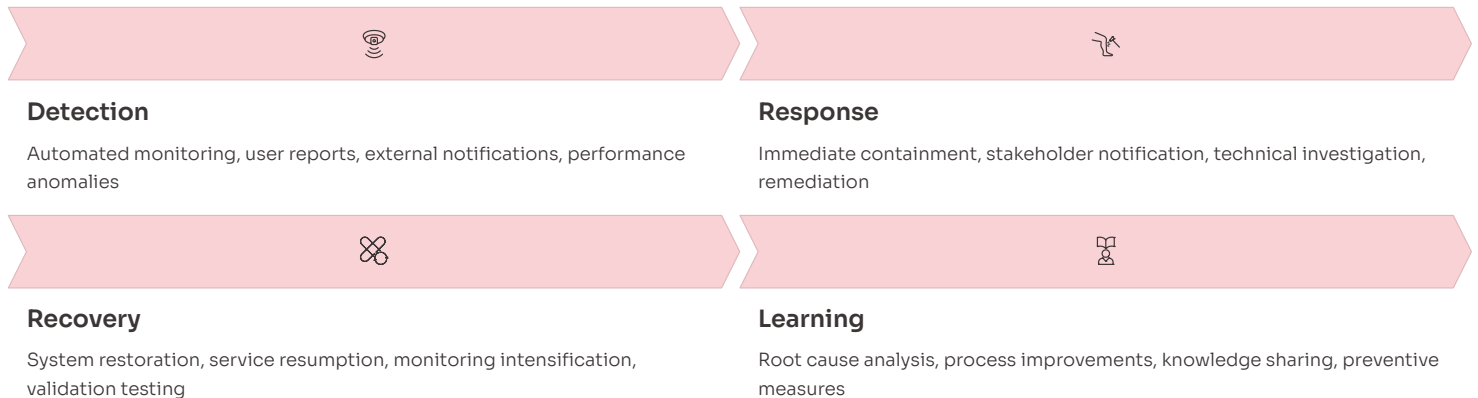 Detection
Automated monitoring, user reports, external notifications, performance
anomalies
Response
Immediate containment, stakeholder notification, technical investigation,
remediation
Recovery
System restoration, service resumption, monitoring intensification,
validation testing
Learning
Root cause analysis, process improvements, knowledge sharing, preventive
measures